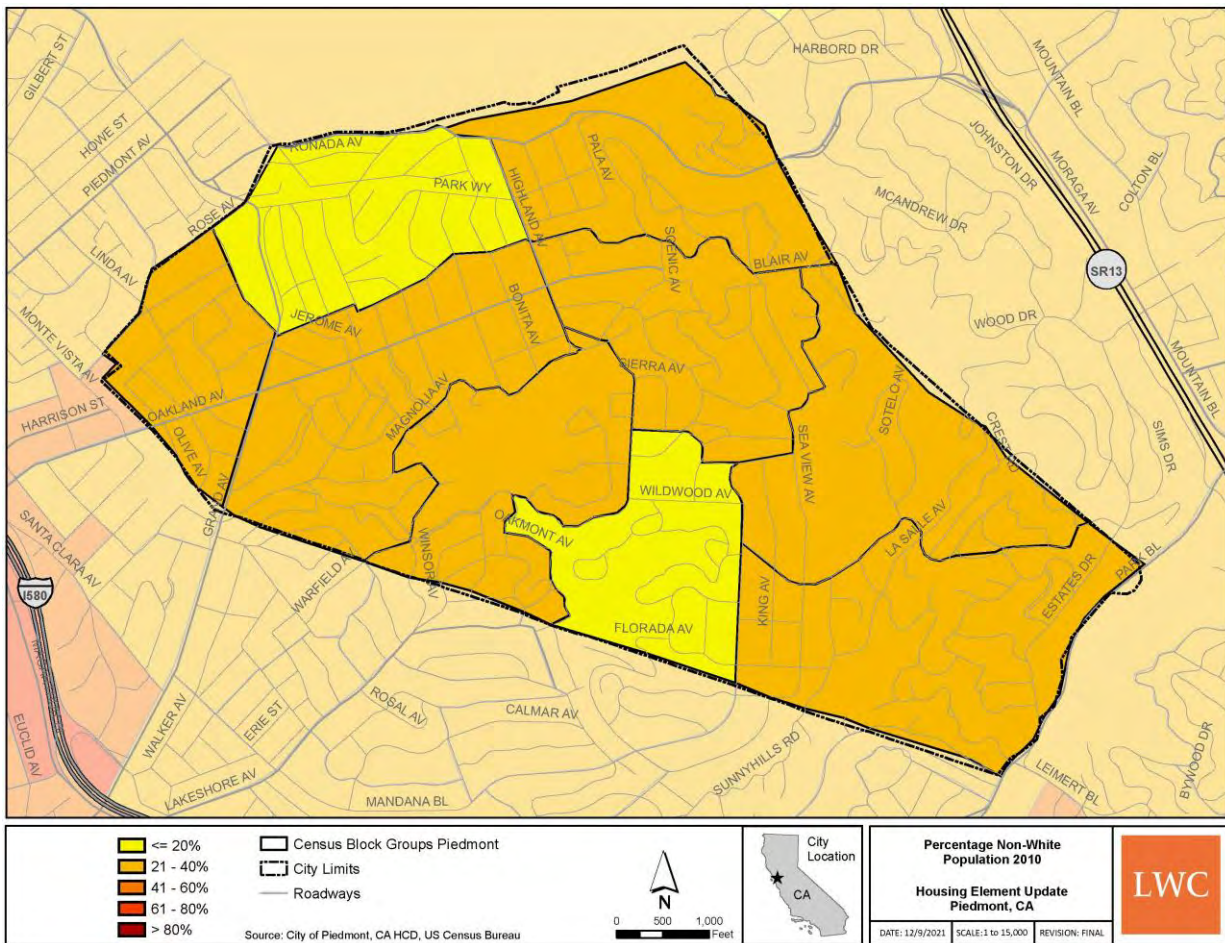 GILBERT ST
HOWE ST
PIEDMONT AV
HARBORD DR
MOUNTAIN BL
JOHNSTON DR
MORAGA AV
COLTON BL
RONADA AV
PARK WY
HIGHLAND AV
PALA AV
MCANDREW DR
ROSE AV
LINDA AV
SCENIC AV
BLAIR AV
SR13
JEROME AV
BONITA AV
WOOD DR
MONTE VISTA AV
MOUNTAIN BL
SIERRA AV
HARRISON ST
OAKLAND AV
MAGNOLIA AV
SOTELO AV
OLIVE AV
SEA VIEW AV
CREST RD
SIMS DR
GRAND AV
WILDWOOD AV
OAKMONT AV
LA SALLE AV
SANTA CLARA AV
WINSOR AV
WARFIELD AV
PARK BL
I580
KING AV
ESTATES DR
FLORADA AV
WALKER AV
EUCLID AV
ERIE ST
ROSAL AV
CALMAR AV
SUNNYHILLS RD
LAKESHORE AV
MANDANA BL
LEIMERT BL
BYWOOD DR
<= 20%
21 - 40%
41 - 60%
61 - 80%
> 80%
Census Block Groups Piedmont
City Limits
Roadways
Source: City of Piedmont, CA HCD, US Census Bureau
N
0 500 1,000
Feet
City
Location
CA
Percentage Non-White
Population 2010
Housing Element Update
Piedmont, CA
DATE: 12/9/2021
SCALE:1 to 15,000
REVISION: FINAL
LWC